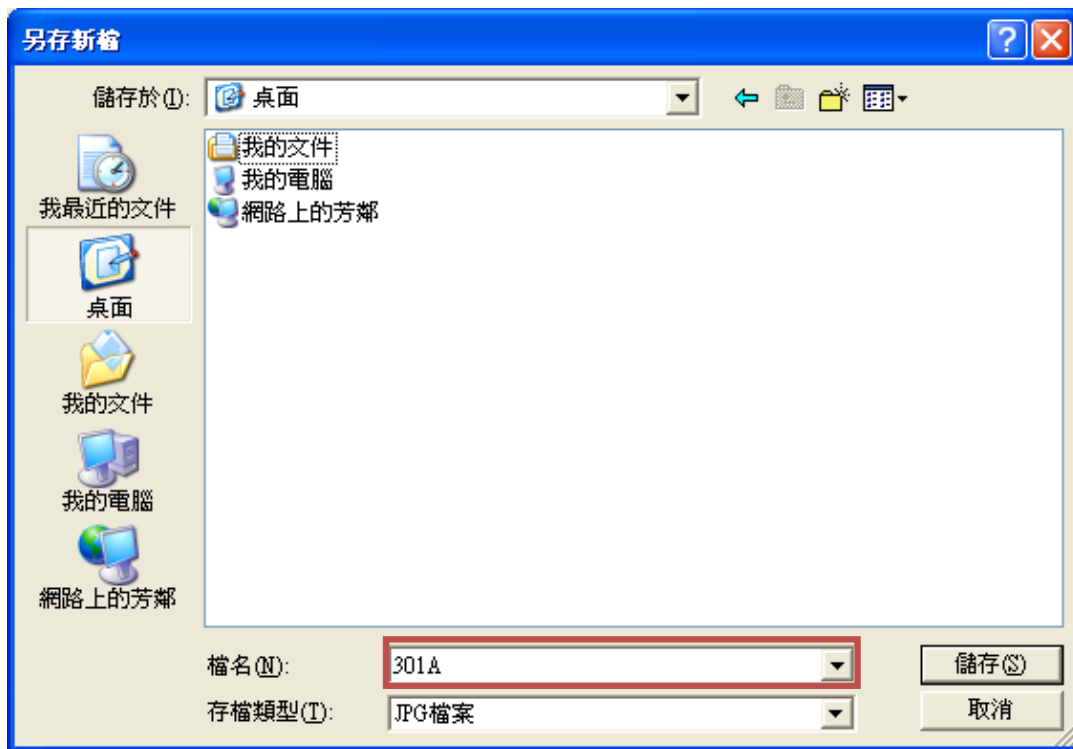 另存新檔
儲存於(I): 桌面
我的文件
我的電腦
網路上的芳鄰
我最近的文件
桌面
我的文件
我的電腦
網路上的芳鄰
檔名(N): 301A 儲存(S)
存檔類型(T): JPG檔案 取消